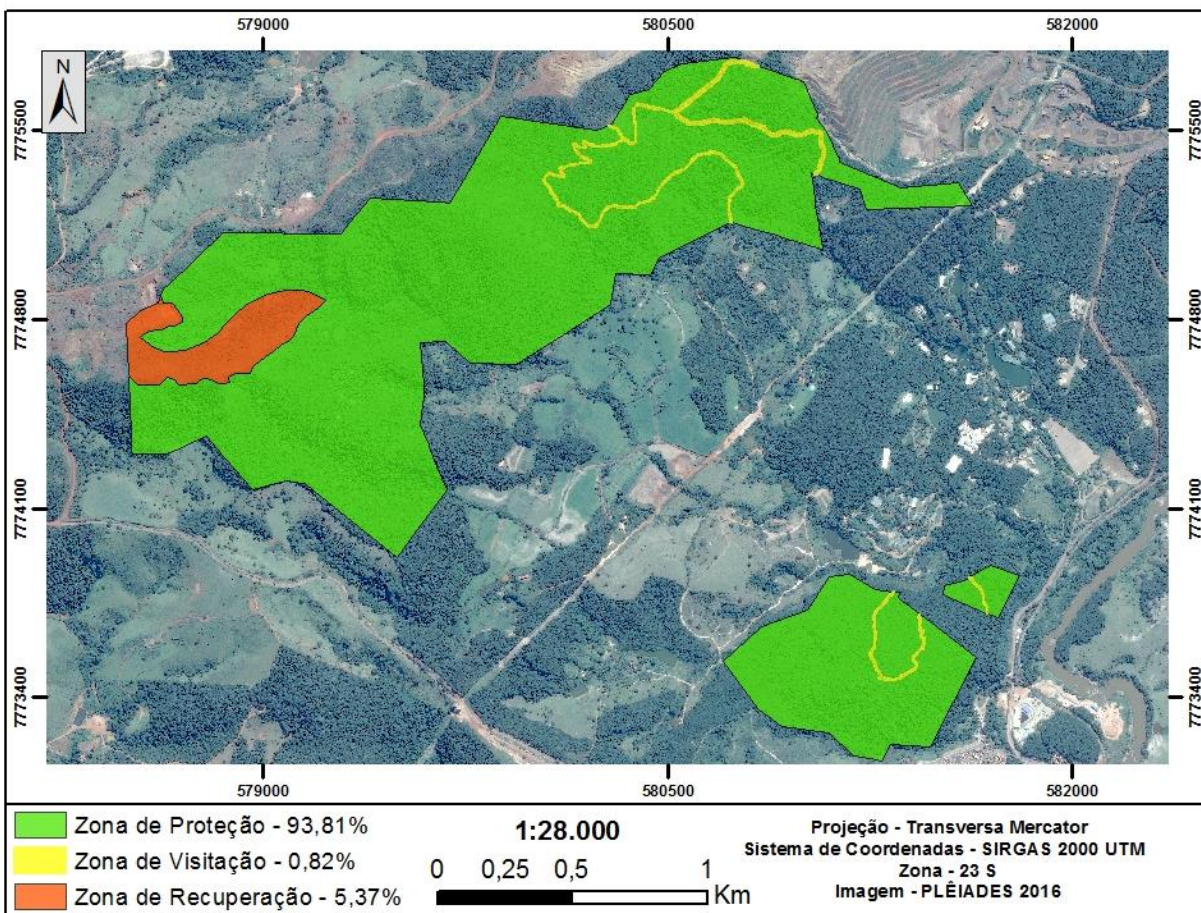 579000 580500 582000
N
7775500 7775500
7774800 7774800
7774100 7774100
7773400 7773400
579000 580500 582000
Zona de Proteção - 93,81%
Zona de Visitação - 0,82%
Zona de Recuperação - 5,37%
1:28.000
0 0,25 0,5 1
Km
Projeção - Transversa Mercator
Sistema de Coordenadas - SIRGAS 2000 UTM
Zona - 23 S
Imagem - PLÊIADES 2016